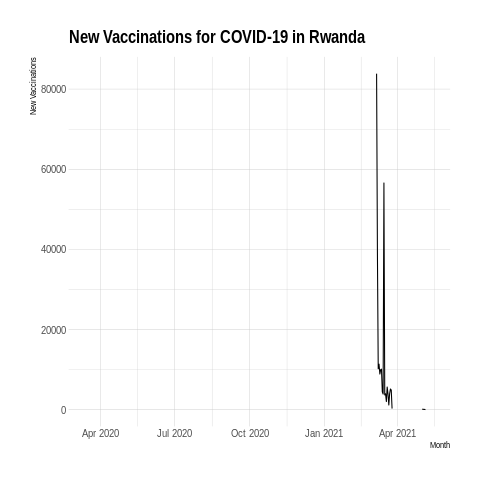 New Vaccinations for COVID-19 in Rwanda
New Vaccinations
80000
60000
40000
20000
0
Apr 2020 Jul 2020 Oct 2020 Jan 2021 Apr 2021
Month